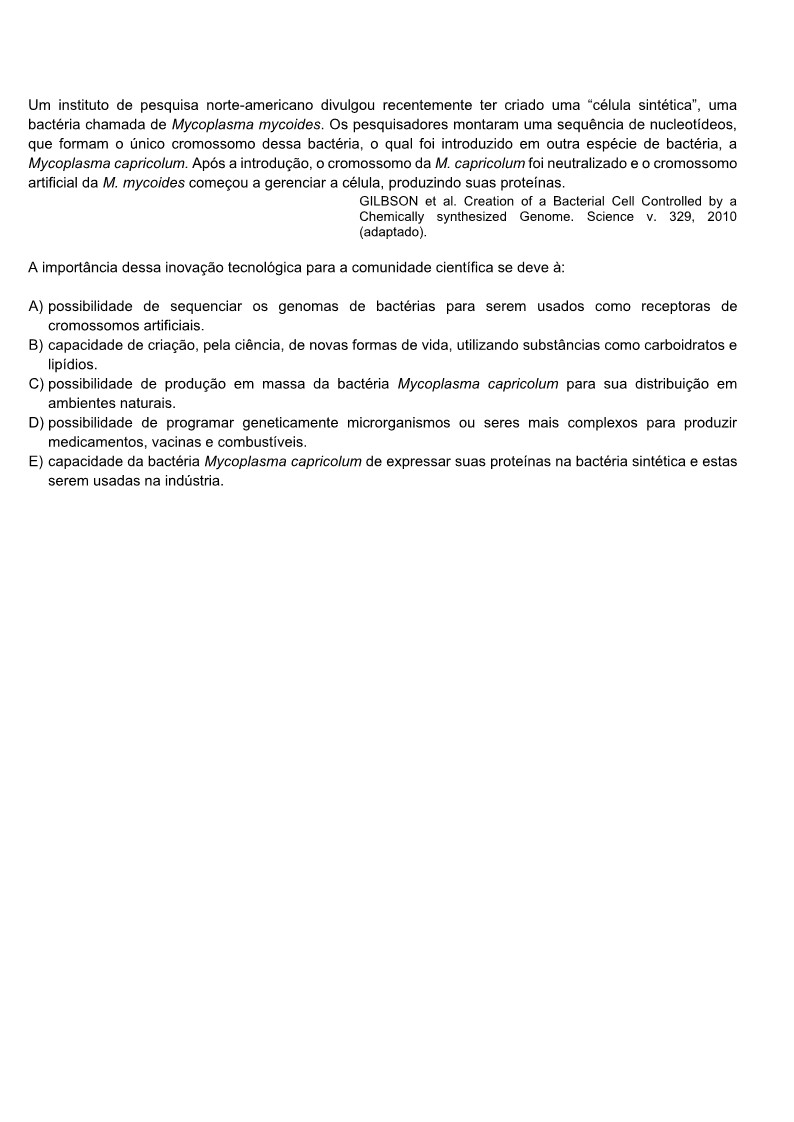 Um instituto de pesquisa norte-americano divulgou recentemente ter criado uma “célula sintética”, uma
bactéria chamada de Mycoplasma mycoides. Os pesquisadores montaram uma sequência de nucleotídeos,
que formam o único cromossomo dessa bactéria, o qual foi introduzido em outra espécie de bactéria, a
Mycoplasma capricolum. Após a introdução, o cromossomo da M. capricolum foi neutralizado e o cromossomo
artificial da M. mycoides começou a gerenciar a célula, produzindo suas proteínas.
GILBSON et al. Creation of a Bacterial Cell Controlled by a
Chemically synthesized Genome. Science v. 329, 2010
(adaptado).
A importância dessa inovação tecnológica para a comunidade científica se deve à:
A) possibilidade de sequenciar os genomas de bactérias para serem usados como receptoras de
cromossomos artificiais.
B) capacidade de criação, pela ciência, de novas formas de vida, utilizando substâncias como carboidratos e
lipídios.
C) possibilidade de produção em massa da bactéria Mycoplasma capricolum para sua distribuição em
ambientes naturais.
D) possibilidade de programar geneticamente microrganismos ou seres mais complexos para produzir
medicamentos, vacinas e combustíveis.
E) capacidade da bactéria Mycoplasma capricolum de expressar suas proteínas na bactéria sintética e estas
serem usadas na indústria.